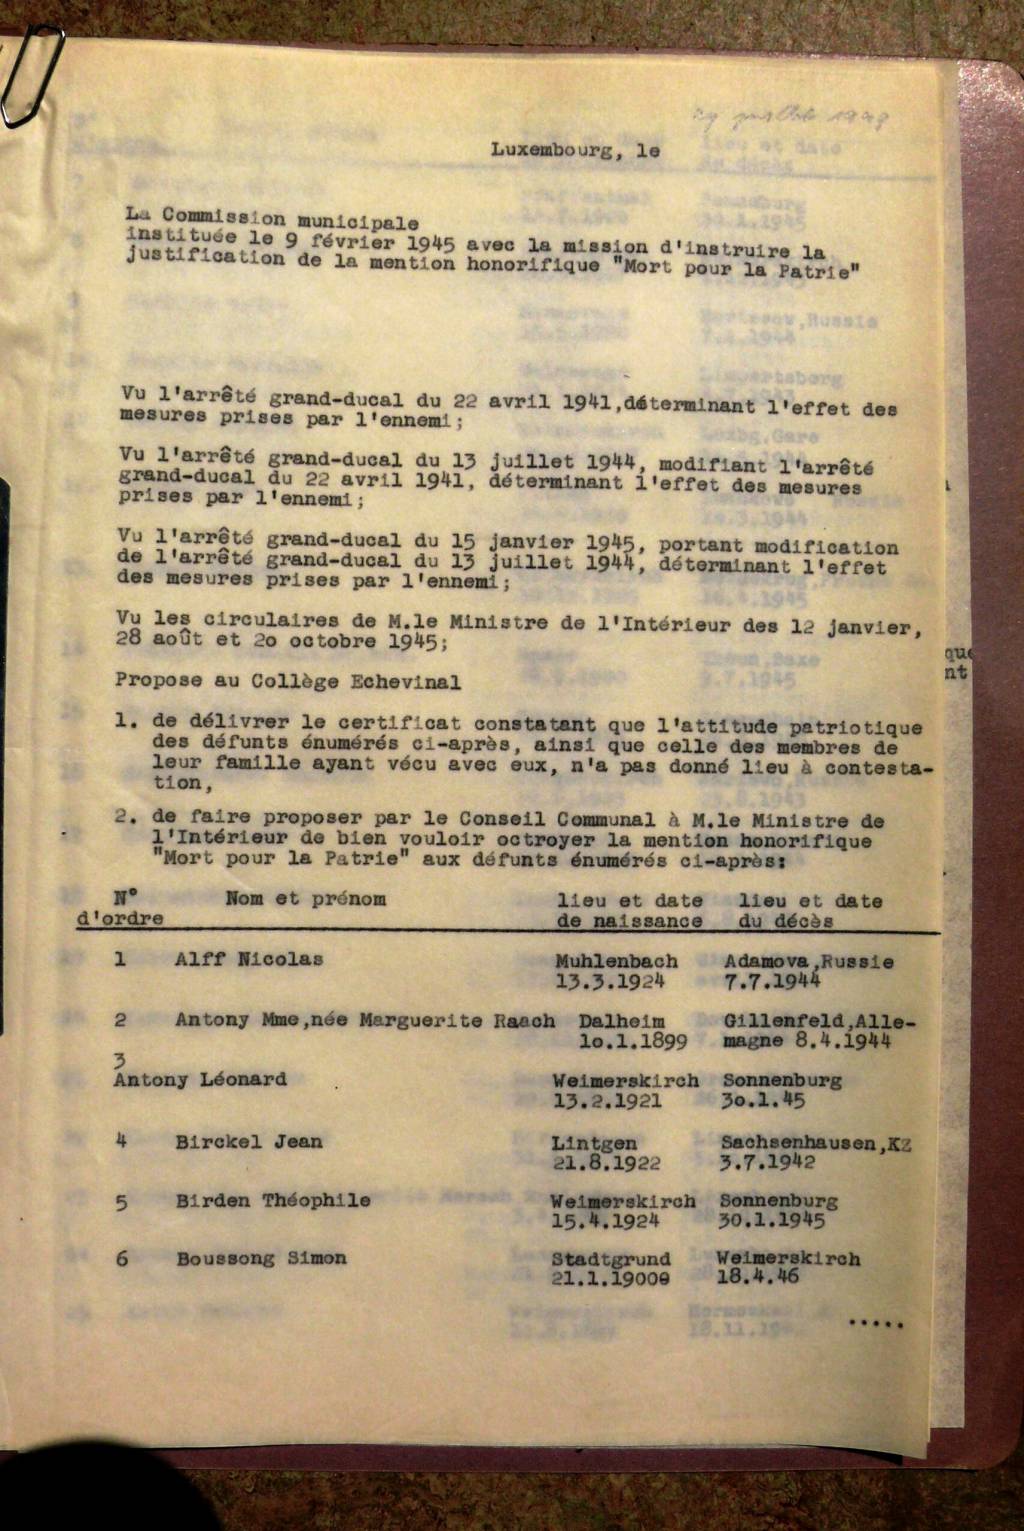 Luxembourg, le
La Commission municipale
instituée le 9 février 1945 avec la mission d'instruire la
justification de la mention honorifique "Mort pour la Patrie"
Vu l'arrêté grand-ducal du 22 avril 1941,déterminant l'effet des
mesures prises par l'ennemi;
Vu l'arrêté grand-ducal du 13 juillet 1944, modifiant l'arrêté
grand-ducal du 22 avril 1941, déterminant l'effet des mesures
prises par l'ennemi;
Vu l'arrêté grand-ducal du 15 janvier 1945, portant modification
de l'arrêté grand-ducal du 13 juillet 1944, déterminant l'effet
des mesures prises par l'ennemi;
Vu les circulaires de M.le Ministre de l'Intérieur des 12 janvier,
28 août et 2o octobre 1945;
Propose au Collège Echevinal
1. de délivrer le certificat constatant que l'attitude patriotique
des défunts énumérés ci-après, ainsi que celle des membres de
leur famille ayant vécu avec eux, n'a pas donné lieu à contesta-
tion,
2. de faire proposer par le Conseil Communal à M.le Ministre de
l'Intérieur de bien vouloir octroyer la mention honorifique
"Mort pour la Patrie" aux défunts énumérés ci-après:
N° Nom et prénom lieu et date lieu et date
d'ordre de naissance du décès
1 Alff Nicolas Muhlenbach Adamova,Russie
13.3.1924 7.7.1944
2 Antony Mme,née Marguerite Raach Dalheim Gillenfeld,Alle-
1o.1.1899 magne 8.4.1944
3
Antony Léonard Weimerskirch Sonnenburg
13.2.1921 3o.1.45
4 Birckel Jean Lintgen Sachsenhausen,KZ
21.8.1922 3.7.1942
5 Birden Théophile Weimerskirch Sonnenburg
15.4.1924 30.1.1945
6 Boussong Simon Stadtgrund Weimerskirch
21.1.1900 18.4.46
.....